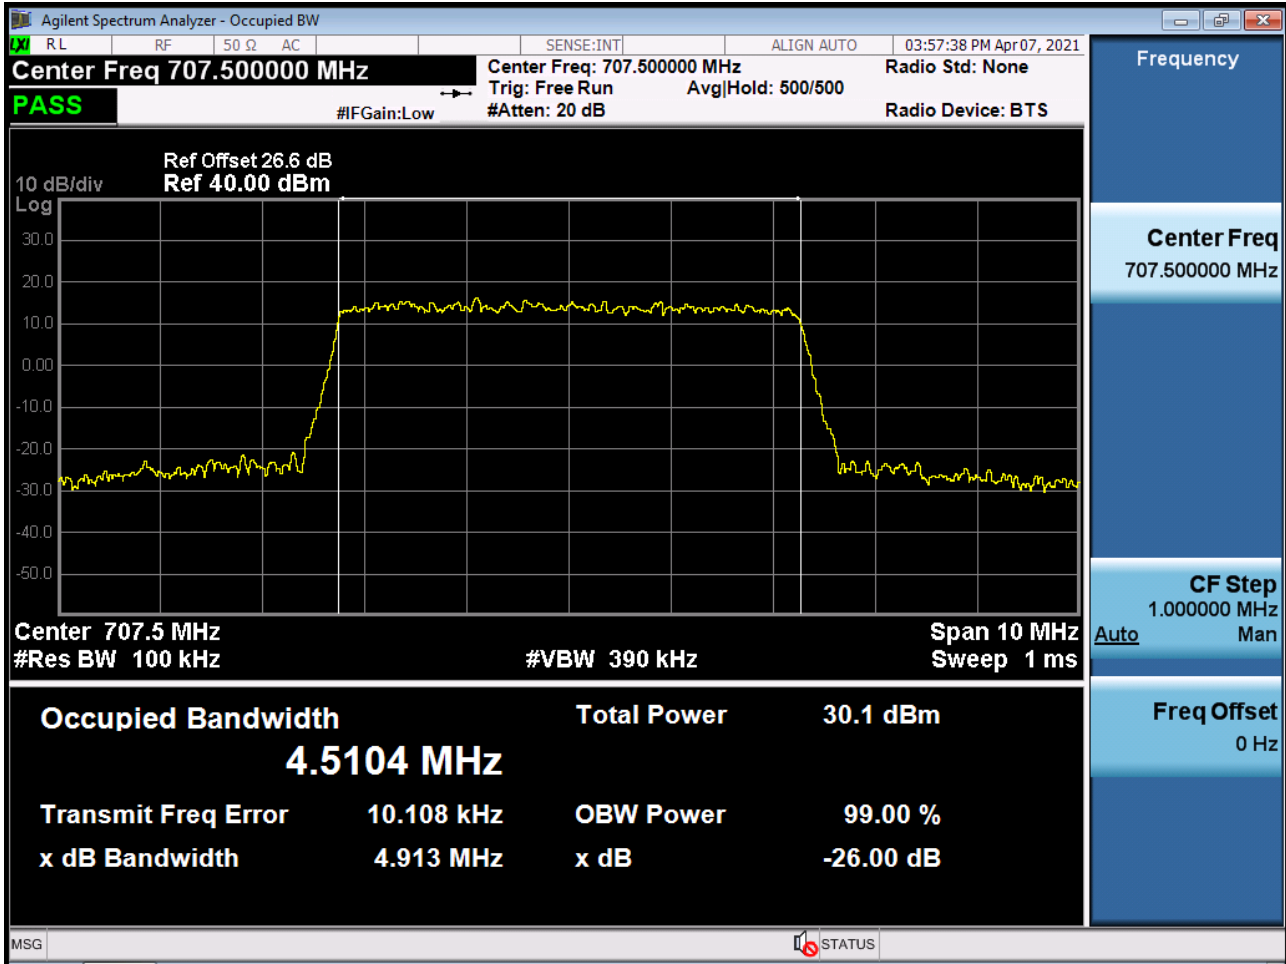 Agilent Spectrum Analyzer - Occupied BW
LXI RL RF 50 Ω AC SENSE:INT ALIGN AUTO 03:57:38 PM Apr 07, 2021
Center Freq 707.500000 MHz
Center Freq: 707.500000 MHz
Radio Std: None
Trig: Free Run Avg|Hold: 500/500
PASS
#IFGain:Low
#Atten: 20 dB
Radio Device: BTS
Ref Offset 26.6 dB
10 dB/div Ref 40.00 dBm
Log
30.0
20.0
10.0
0.00
-10.0
-20.0
-30.0
-40.0
-50.0
Center 707.5 MHz Span 10 MHz
#Res BW 100 kHz #VBW 390 kHz Sweep 1 ms
Occupied Bandwidth Total Power 30.1 dBm
4.5104 MHz
Transmit Freq Error 10.108 kHz OBW Power 99.00 %
x dB Bandwidth 4.913 MHz x dB -26.00 dB
MSG STATUS
Frequency
Center Freq
707.500000 MHz
CF Step
1.000000 MHz
Auto Man
Freq Offset
0 Hz